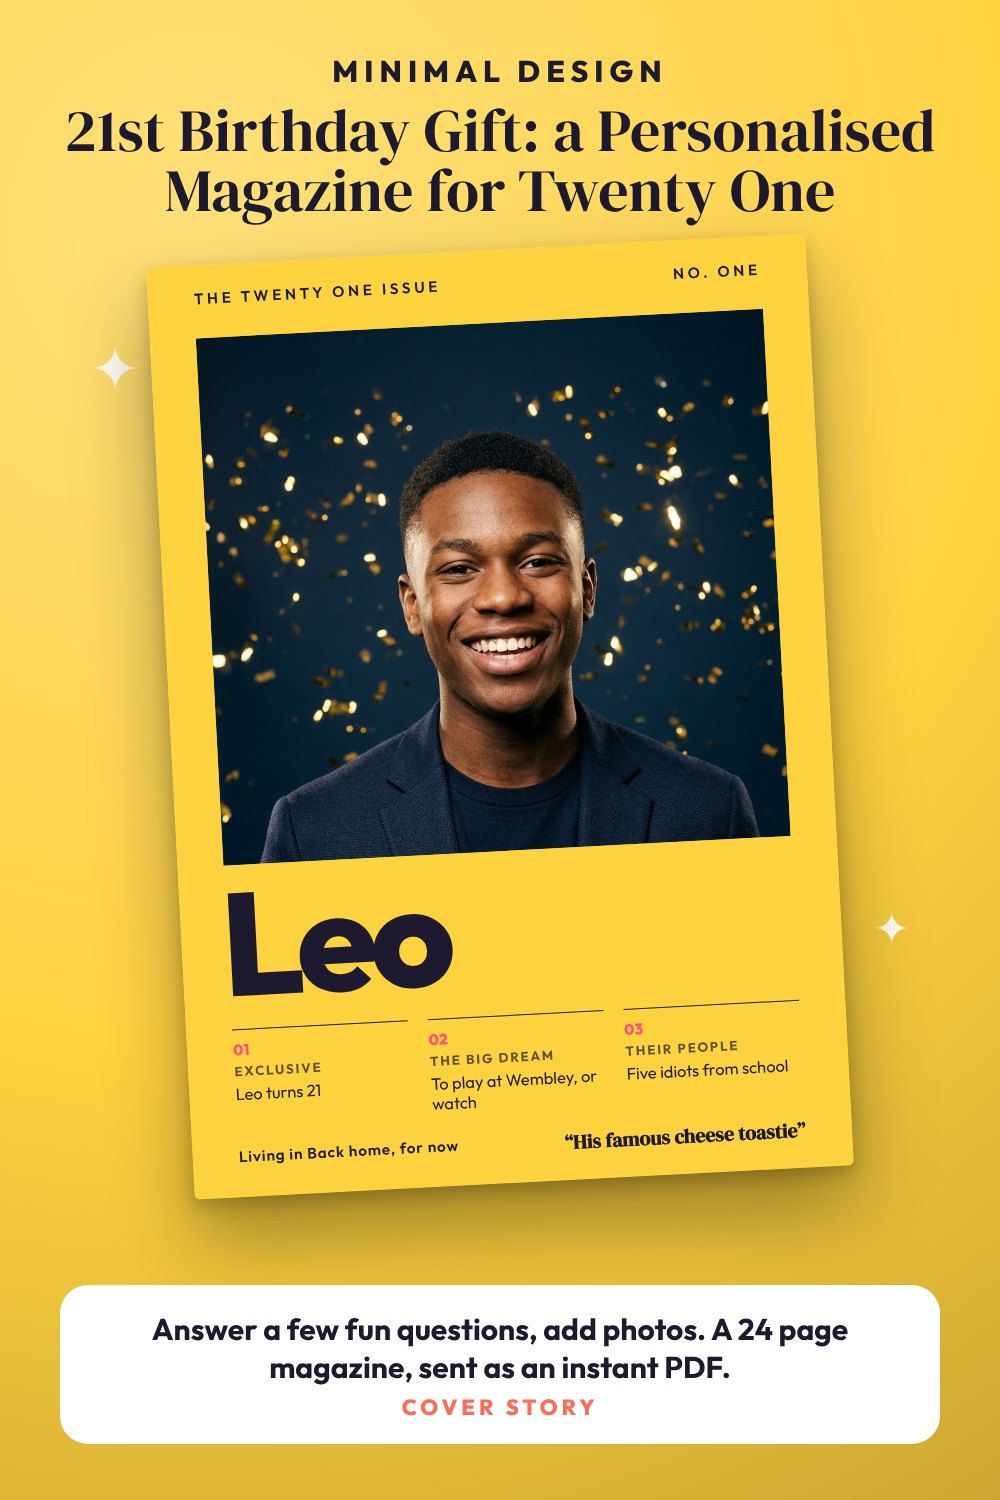 MINIMAL DESIGN
21st Birthday Gift: a Personalised
Magazine for Twenty One
THE TWENTY ONE ISSUE
NO. ONE
Leo
01
EXCLUSIVE
Leo turns 21
02
THE BIG DREAM
To play at Wembley, or
watch
03
THEIR PEOPLE
Five idiots from school
Living in Back home, for now
“His famous cheese toastie”
Answer a few fun questions, add photos. A 24 page
magazine, sent as an instant PDF.
COVER STORY